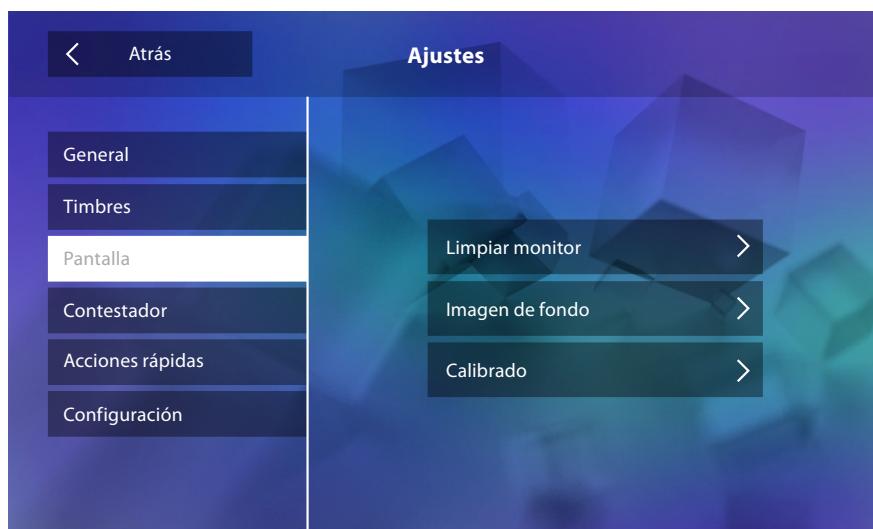 Atrás
Ajustes
General
Timbres
Pantalla
Contestador
Acciones rápidas
Configuración
Limpiar monitor
Imagen de fondo
Calibrado